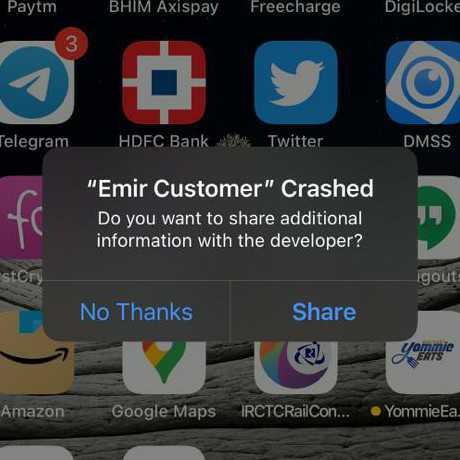 Paytm
BHIM Axispay
Freecharge
DigiLocke
3
Telegram
HDFC Bank
Twitter
DMSS
“Emir Customer” Crashed
Do you want to share additional
information with the developer?
stCry
gouts
No Thanks
Share
Amazon
Google Maps
IRCTCRailCon...
Yommie
EATS
YommieEa...